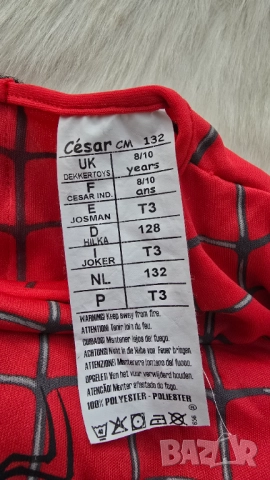 César CM 132
UK 8/10
DEKKERTOYS years
F 8/10
CESAR IND. ans
E T3
JOSMAN
D 128
HILKA
I T3
JOKER
NL 132
P T3
WARNING: Keep away from fire.
ATTENTION: Tenir loin du feu.
CUIDADO: Mantener lejos del fuego.
ACHTUNG: Nicht in die Nähe von Feuer bringen.
ATTENZIONE: Mantenere lontano dal fuoco.
OPGELET: Van vuur verwijderd houden.
ATENÇÃO: Manter afastado do fogo.
100% POLYESTER - POLIESTER
BAZAR